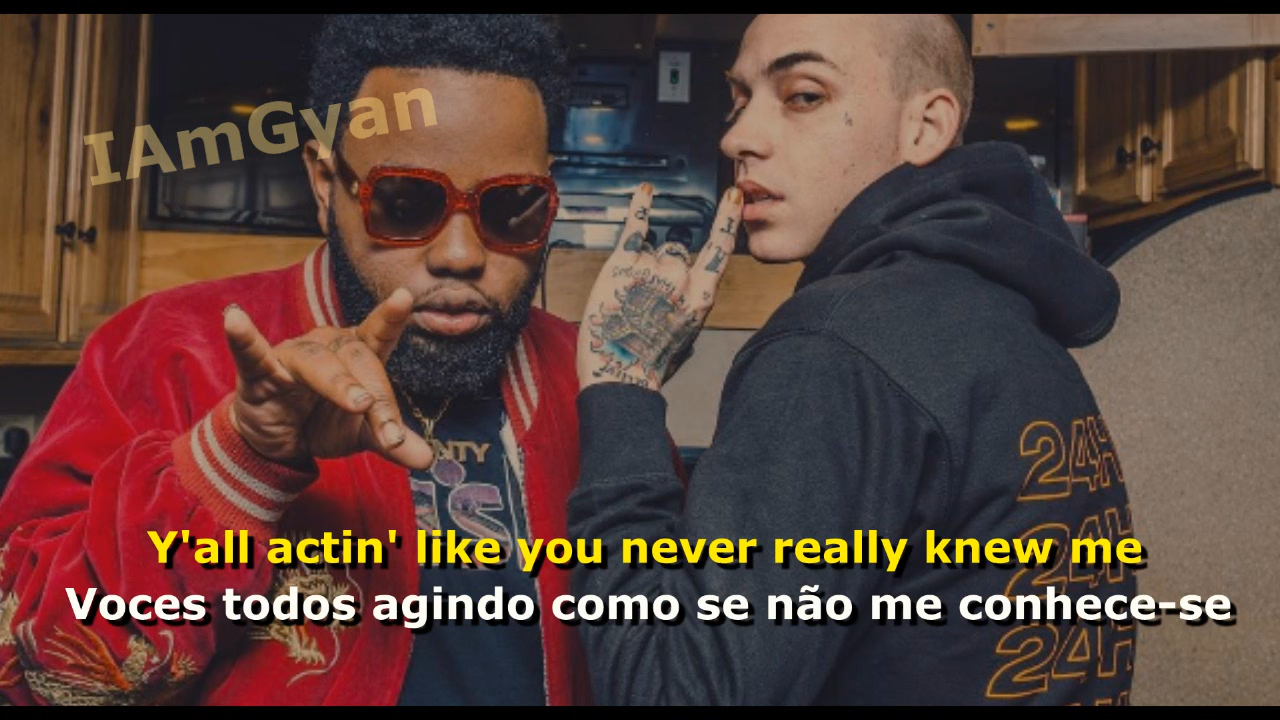 IAmGyan
NTY
24H
24H
24H
Y'all actin' like you never really knew me
Voces todos agindo como se não me conhece-se